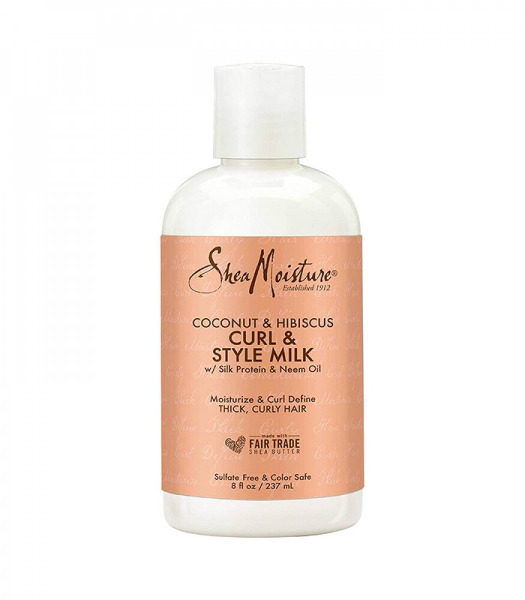 SheaMoisture®
Established 1912
COCONUT & HIBISCUS
CURL &
STYLE MILK
w/ Silk Protein & Neem Oil
Moisturize & Curl Define
THICK, CURLY HAIR
made with
FAIR TRADE
SHEA BUTTER
Sulfate Free & Color Safe
8 fl oz / 237 mL